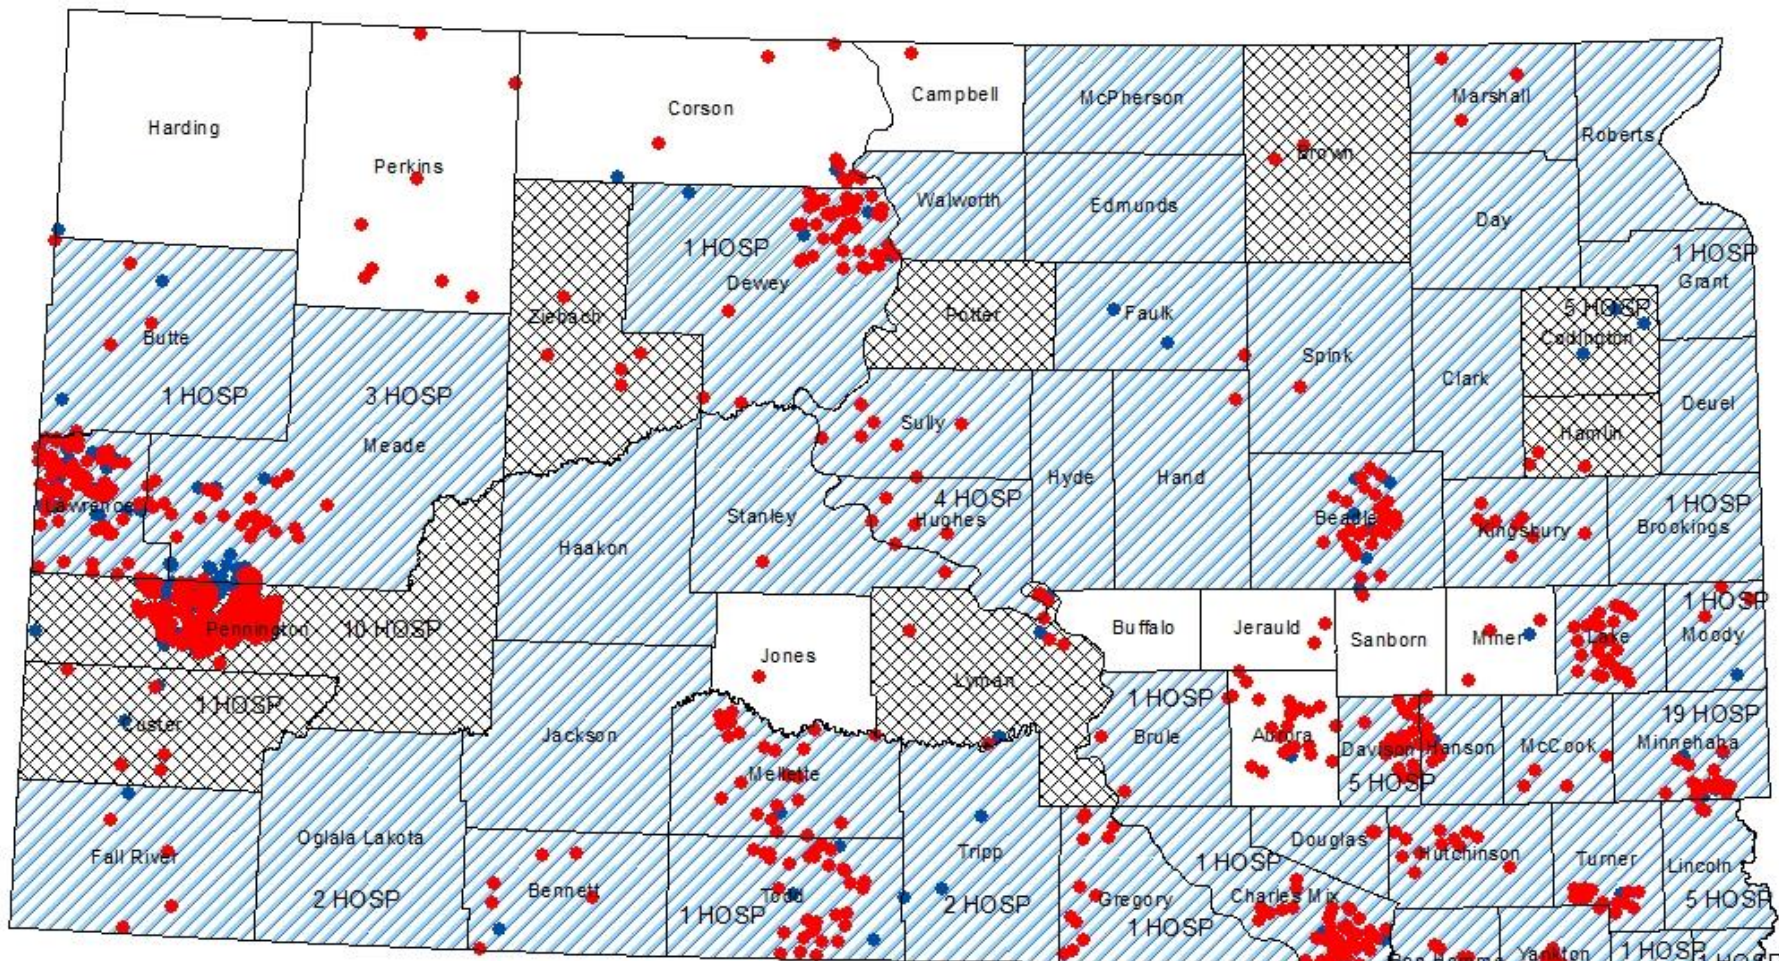 Harding
Perkins
Corson
Campbell
McPherson
Brown
Marshall
Roberts
Walworth
Edmunds
Day
1 HOSP
Grant
1 HOSP
Dewey
Ziebach
Potter
Faulk
Spink
5 HOSP
Codington
Butte
1 HOSP
3 HOSP
Meade
Clark
Deuel
Sully
Hamlin
Hyde
Hand
Lawrence
Stanley
4 HOSP
Hughes
Haakon
Beadle
Kingsbury
1 HOSP
Brookings
Pennington
10 HOSP
Jones
Lyman
Buffalo
Jerauld
Sanborn
Miner
Lake
1 HOSP
Moody
1 HOSP
Custer
Jackson
Mellette
1 HOSP
Brule
Aurora
Davison
5 HOSP
Hanson
McCook
19 HOSP
Minnehaha
Fall River
Oglala Lakota
2 HOSP
Bennett
Todd
1 HOSP
Tripp
2 HOSP
Gregory
1 HOSP
Douglas
1 HOSP
Charles Mix
Hutchinson
Turner
Lincoln
5 HOSP
Bon Homme
Yankton
1 HOSP
HOSP